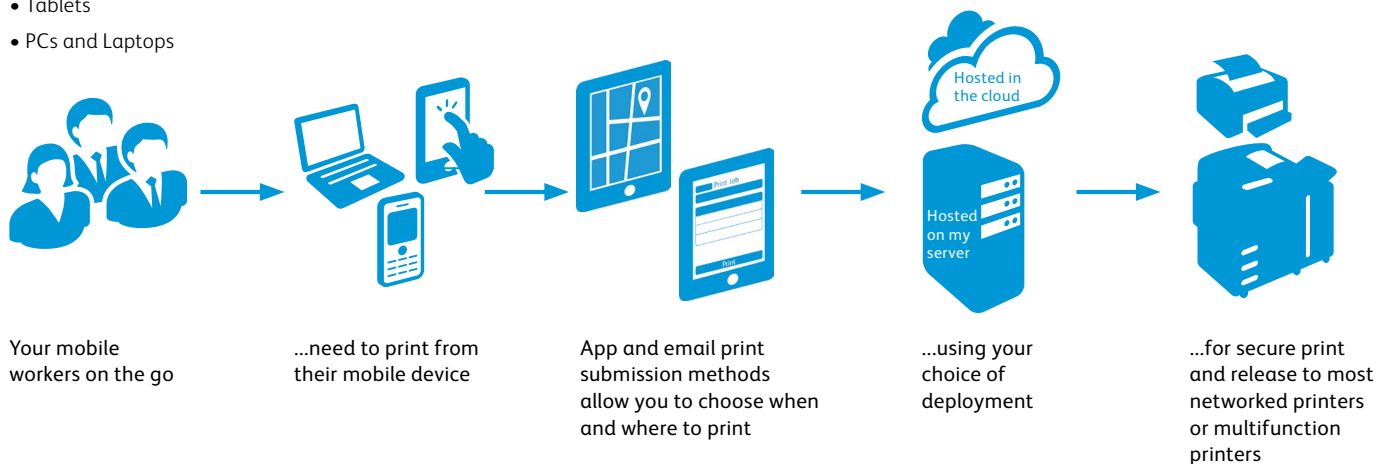 • Tablets
• PCs and Laptops
Hosted in
the cloud
Print Job
Print
Hosted
on my
server
Your mobile
workers on the go
...need to print from
their mobile device
App and email print
submission methods
allow you to choose when
and where to print
...using your
choice of
deployment
...for secure print
and release to most
networked printers
or multifunction
printers